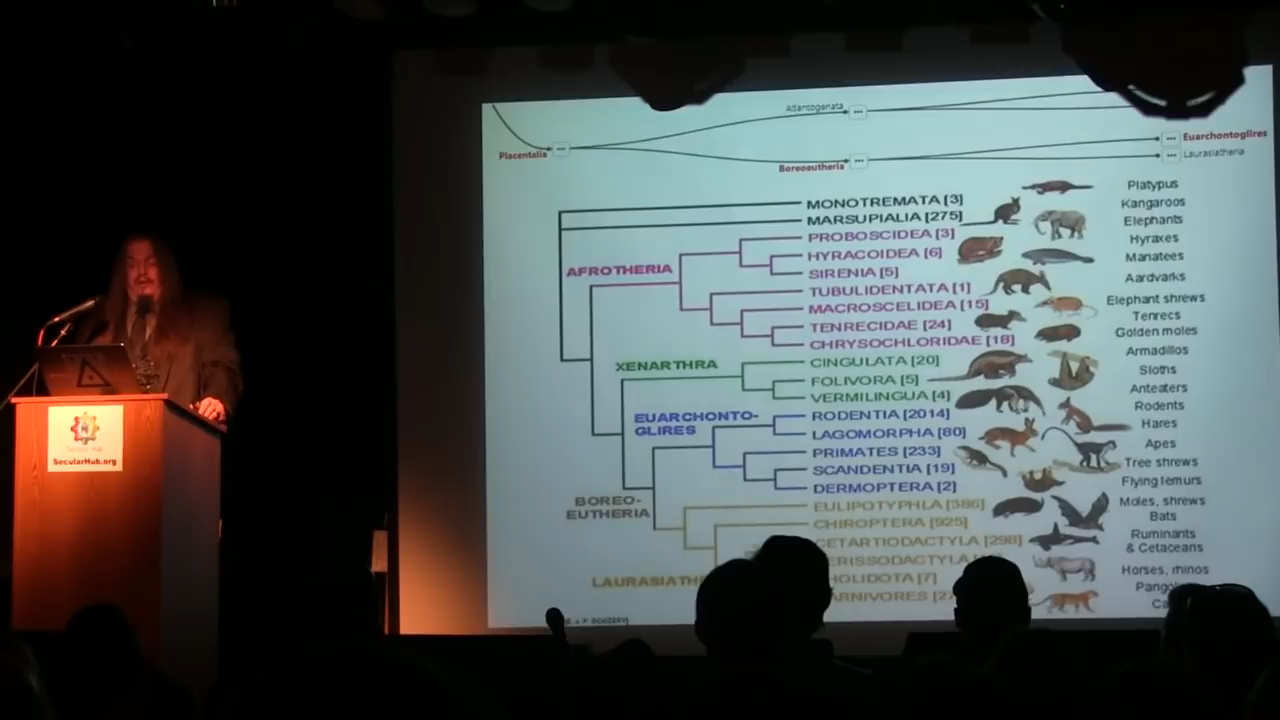 Atlantogenata
Placentalia
Boreoeutheria
Euarchontoglires
Laurasiatheria
MONOTREMATA [3]
MARSUPIALIA [275]
PROBOSCIDEA [3]
HYRACOIDEA [6]
SIRENIA [5]
TUBULIDENTATA [1]
MACROSCELIDEA [15]
TENRECIDAE [24]
CHRYSOCHLORIDAE [18]
CINGULATA [20]
FOLIVORA [5]
VERMILINGUA [4]
RODENTIA [2014]
LAGOMORPHA [80]
PRIMATES [233]
SCANDENTIA [19]
DERMOPTERA [2]
EULIPOTYPHLA [386]
CHIROPTERA [925]
CETARTIODACTYLA [298]
AFROTHERIA
XENARTHRA
EUARCHONTO-
GLIRES
BOREO-
EUTHERIA
Platypus
Kangaroos
Elephants
Hyraxes
Manatees
Aardvarks
Elephant shrews
Tenrecs
Golden moles
Armadillos
Sloths
Anteaters
Rodents
Hares
Apes
Tree shrews
Flying lemurs
Moles, shrews
Bats
Ruminants
& Cetaceans
Horses, rhinos
Secular Hub
SecularHub.org